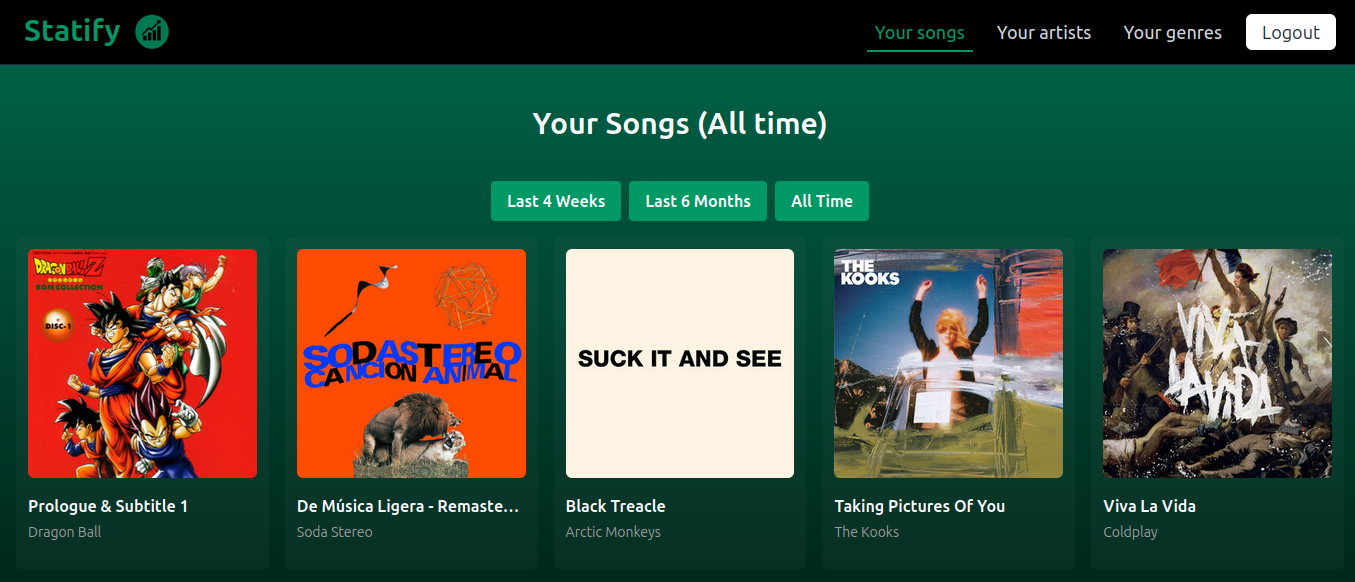 Statify
Your songs
Your artists
Your genres
Logout
Your Songs (All time)
Last 4 Weeks
Last 6 Months
All Time
DRAGON BALL Z
BGM COLLECTION
DISC-1
SODA STEREO
CANCION ANIMAL
SUCK IT AND SEE
THE
KOOKS
VIVA
LA VIDA
Prologue & Subtitle 1
Dragon Ball
De Música Ligera - Remaste...
Soda Stereo
Black Treacle
Arctic Monkeys
Taking Pictures Of You
The Kooks
Viva La Vida
Coldplay